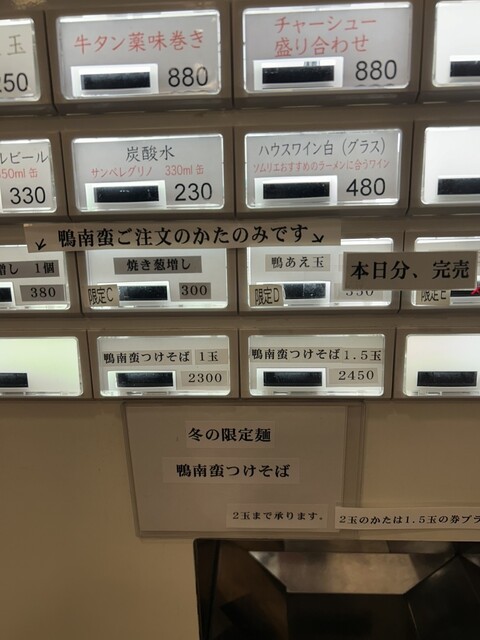 玉
250
牛タン薬味巻き
880
チャーシュー
盛り合わせ
880
ルビール
50ml 缶
330
炭酸水
サンペレグリノ 330ml 缶
230
ハウスワイン白(グラス)
ソムリエおすすめのラーメンに合うワイン
480
↙ 鴨南蛮ご注文のかたのみです↘
増し 1個
380
焼き葱増し
限定C
300
鴨あえ玉
限定D
本日分、完売
限定E
鴨南蛮つけそば 1玉
2300
鴨南蛮つけそば1.5玉
2450
冬の限定麺
鴨南蛮つけそば
2玉まで承ります。
2玉のかたは1.5玉の券プラ